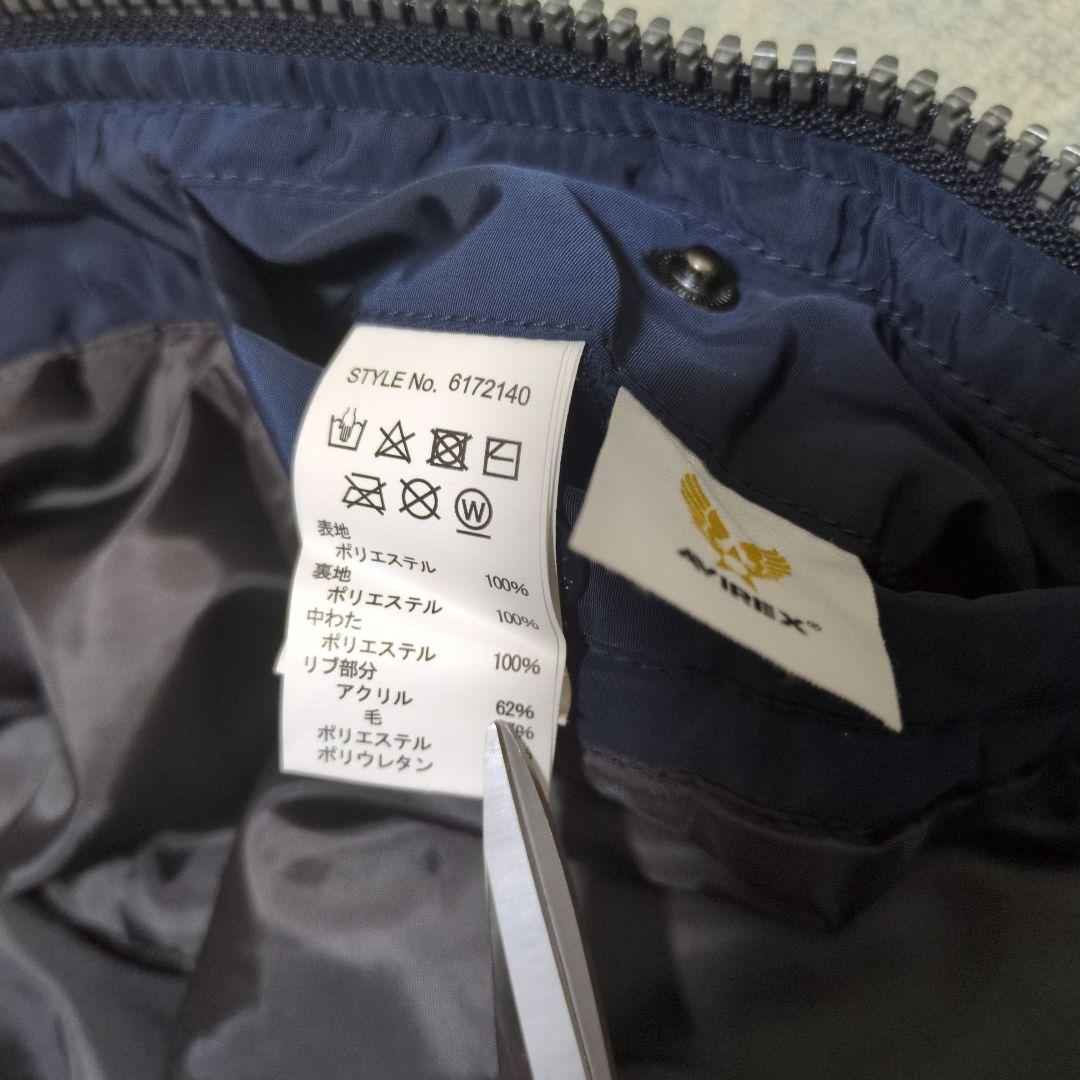 STYLE No. 6172140
W
表地
ポリエステル 100%
裏地
ポリエステル 100%
中わた
ポリエステル 100%
リブ部分
アクリル 62%
毛
ポリエステル
ポリウレタン
AVIREX®